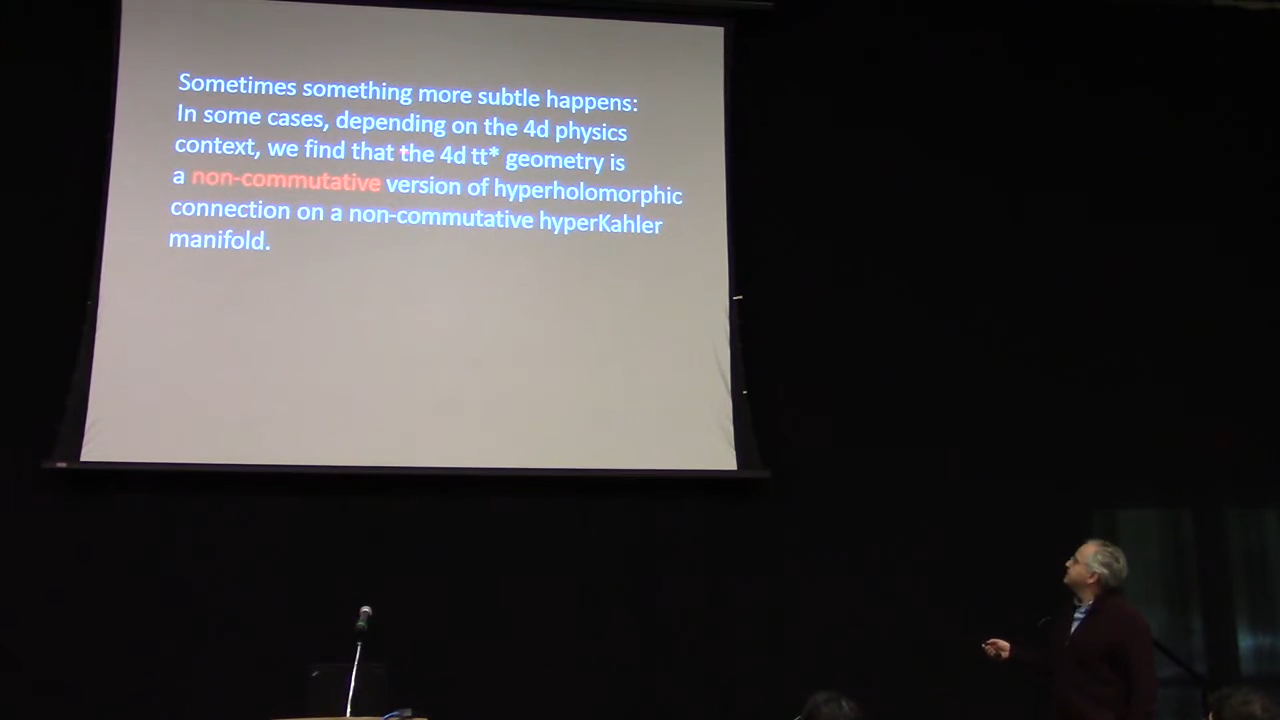 Sometimes something more subtle happens:
In some cases, depending on the 4d physics
context, we find that the 4d tt* geometry is
a non-commutative version of hyperholomorphic
connection on a non-commutative hyperKahler
manifold.